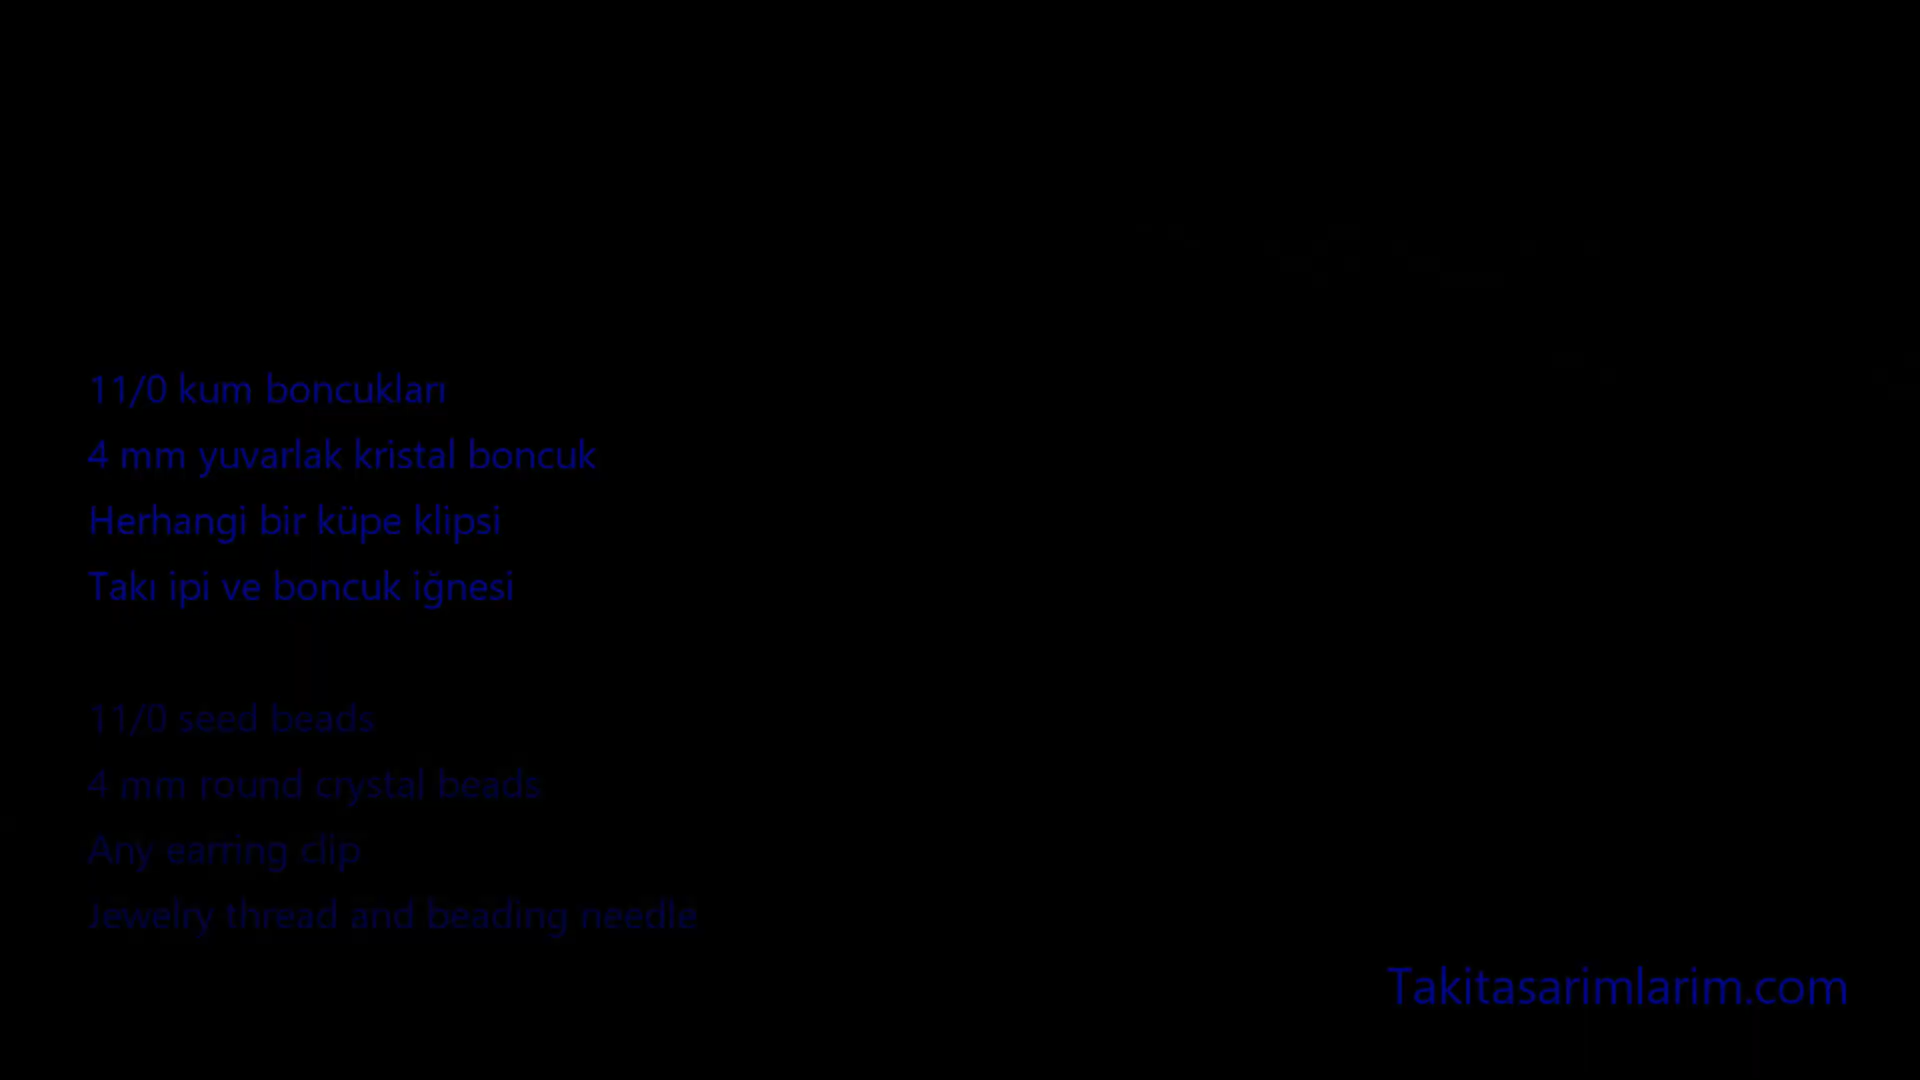 11/0 kum boncukları
4 mm yuvarlak kristal boncuk
Herhangi bir küpe klipsi
Takı ipi ve boncuk iğnesi
11/0 seed beads
4 mm round crystal beads
Any earring clip
Jewelry thread and beading needle
Takitasarimlarim.com